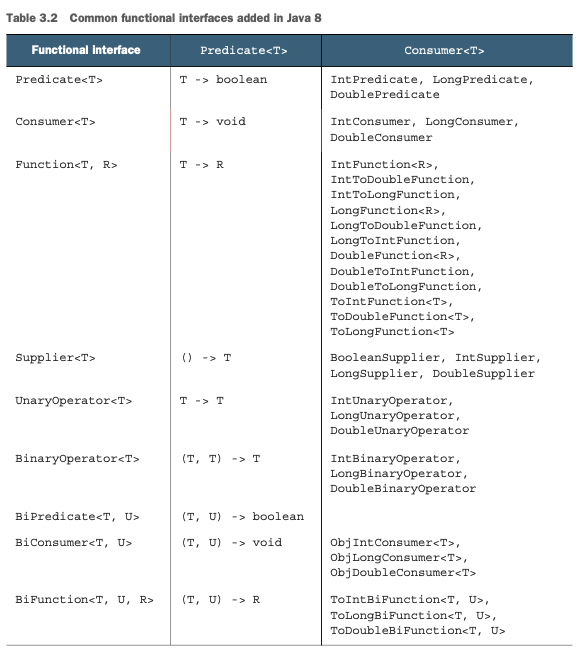 Table 3.2 Common functional interfaces added in Java 8
Functional interface Predicate<T> Consumer<T>
Predicate<T> T -> boolean IntPredicate, LongPredicate,
DoublePredicate
Consumer<T> T -> void IntConsumer, LongConsumer,
DoubleConsumer
Function<T, R> T -> R IntFunction<R>,
IntToDoubleFunction,
IntToLongFunction,
LongFunction<R>,
LongToDoubleFunction,
LongToIntFunction,
DoubleFunction<R>,
DoubleToIntFunction,
DoubleToLongFunction,
ToIntFunction<T>,
ToDoubleFunction<T>,
ToLongFunction<T>
Supplier<T> () -> T BooleanSupplier, IntSupplier,
LongSupplier, DoubleSupplier
UnaryOperator<T> T -> T IntUnaryOperator,
LongUnaryOperator,
DoubleUnaryOperator
BinaryOperator<T> (T, T) -> T IntBinaryOperator,
LongBinaryOperator,
DoubleBinaryOperator
BiPredicate<T, U> (T, U) -> boolean
BiConsumer<T, U> (T, U) -> void ObjIntConsumer<T>,
ObjLongConsumer<T>,
ObjDoubleConsumer<T>
BiFunction<T, U, R> (T, U) -> R ToIntBiFunction<T, U>,
ToLongBiFunction<T, U>,
ToDoubleBiFunction<T, U>